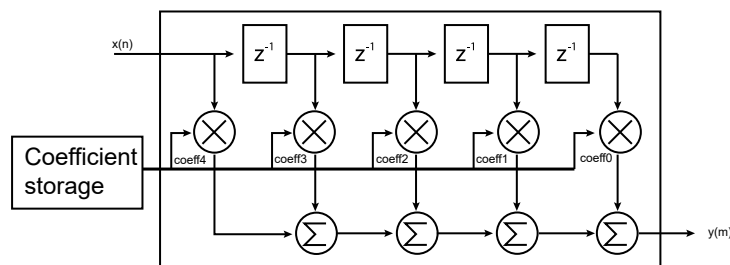 x(n)
z-1
z-1
z-1
z-1
Coefficient
storage
coeff4
coeff3
coeff2
coeff1
coeff0
Σ
Σ
Σ
Σ
y(m)